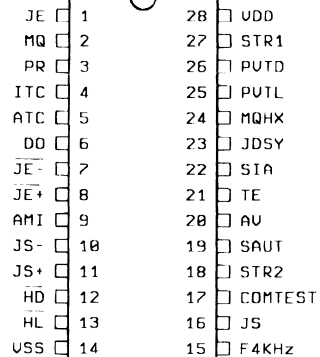 JE 1 28 VDD
MQ 2 27 STR1
PR 3 26 PVTD
ITC 4 25 PVTL
ATC 5 24 MQHX
DO 6 23 JDSY
JE- 7 22 SIA
JE+ 8 21 TE
AMI 9 20 AV
JS- 10 19 SAUT
JS+ 11 18 STR2
HD 12 17 COMTEST
HL 13 16 JS
VSS 14 15 F4KHz